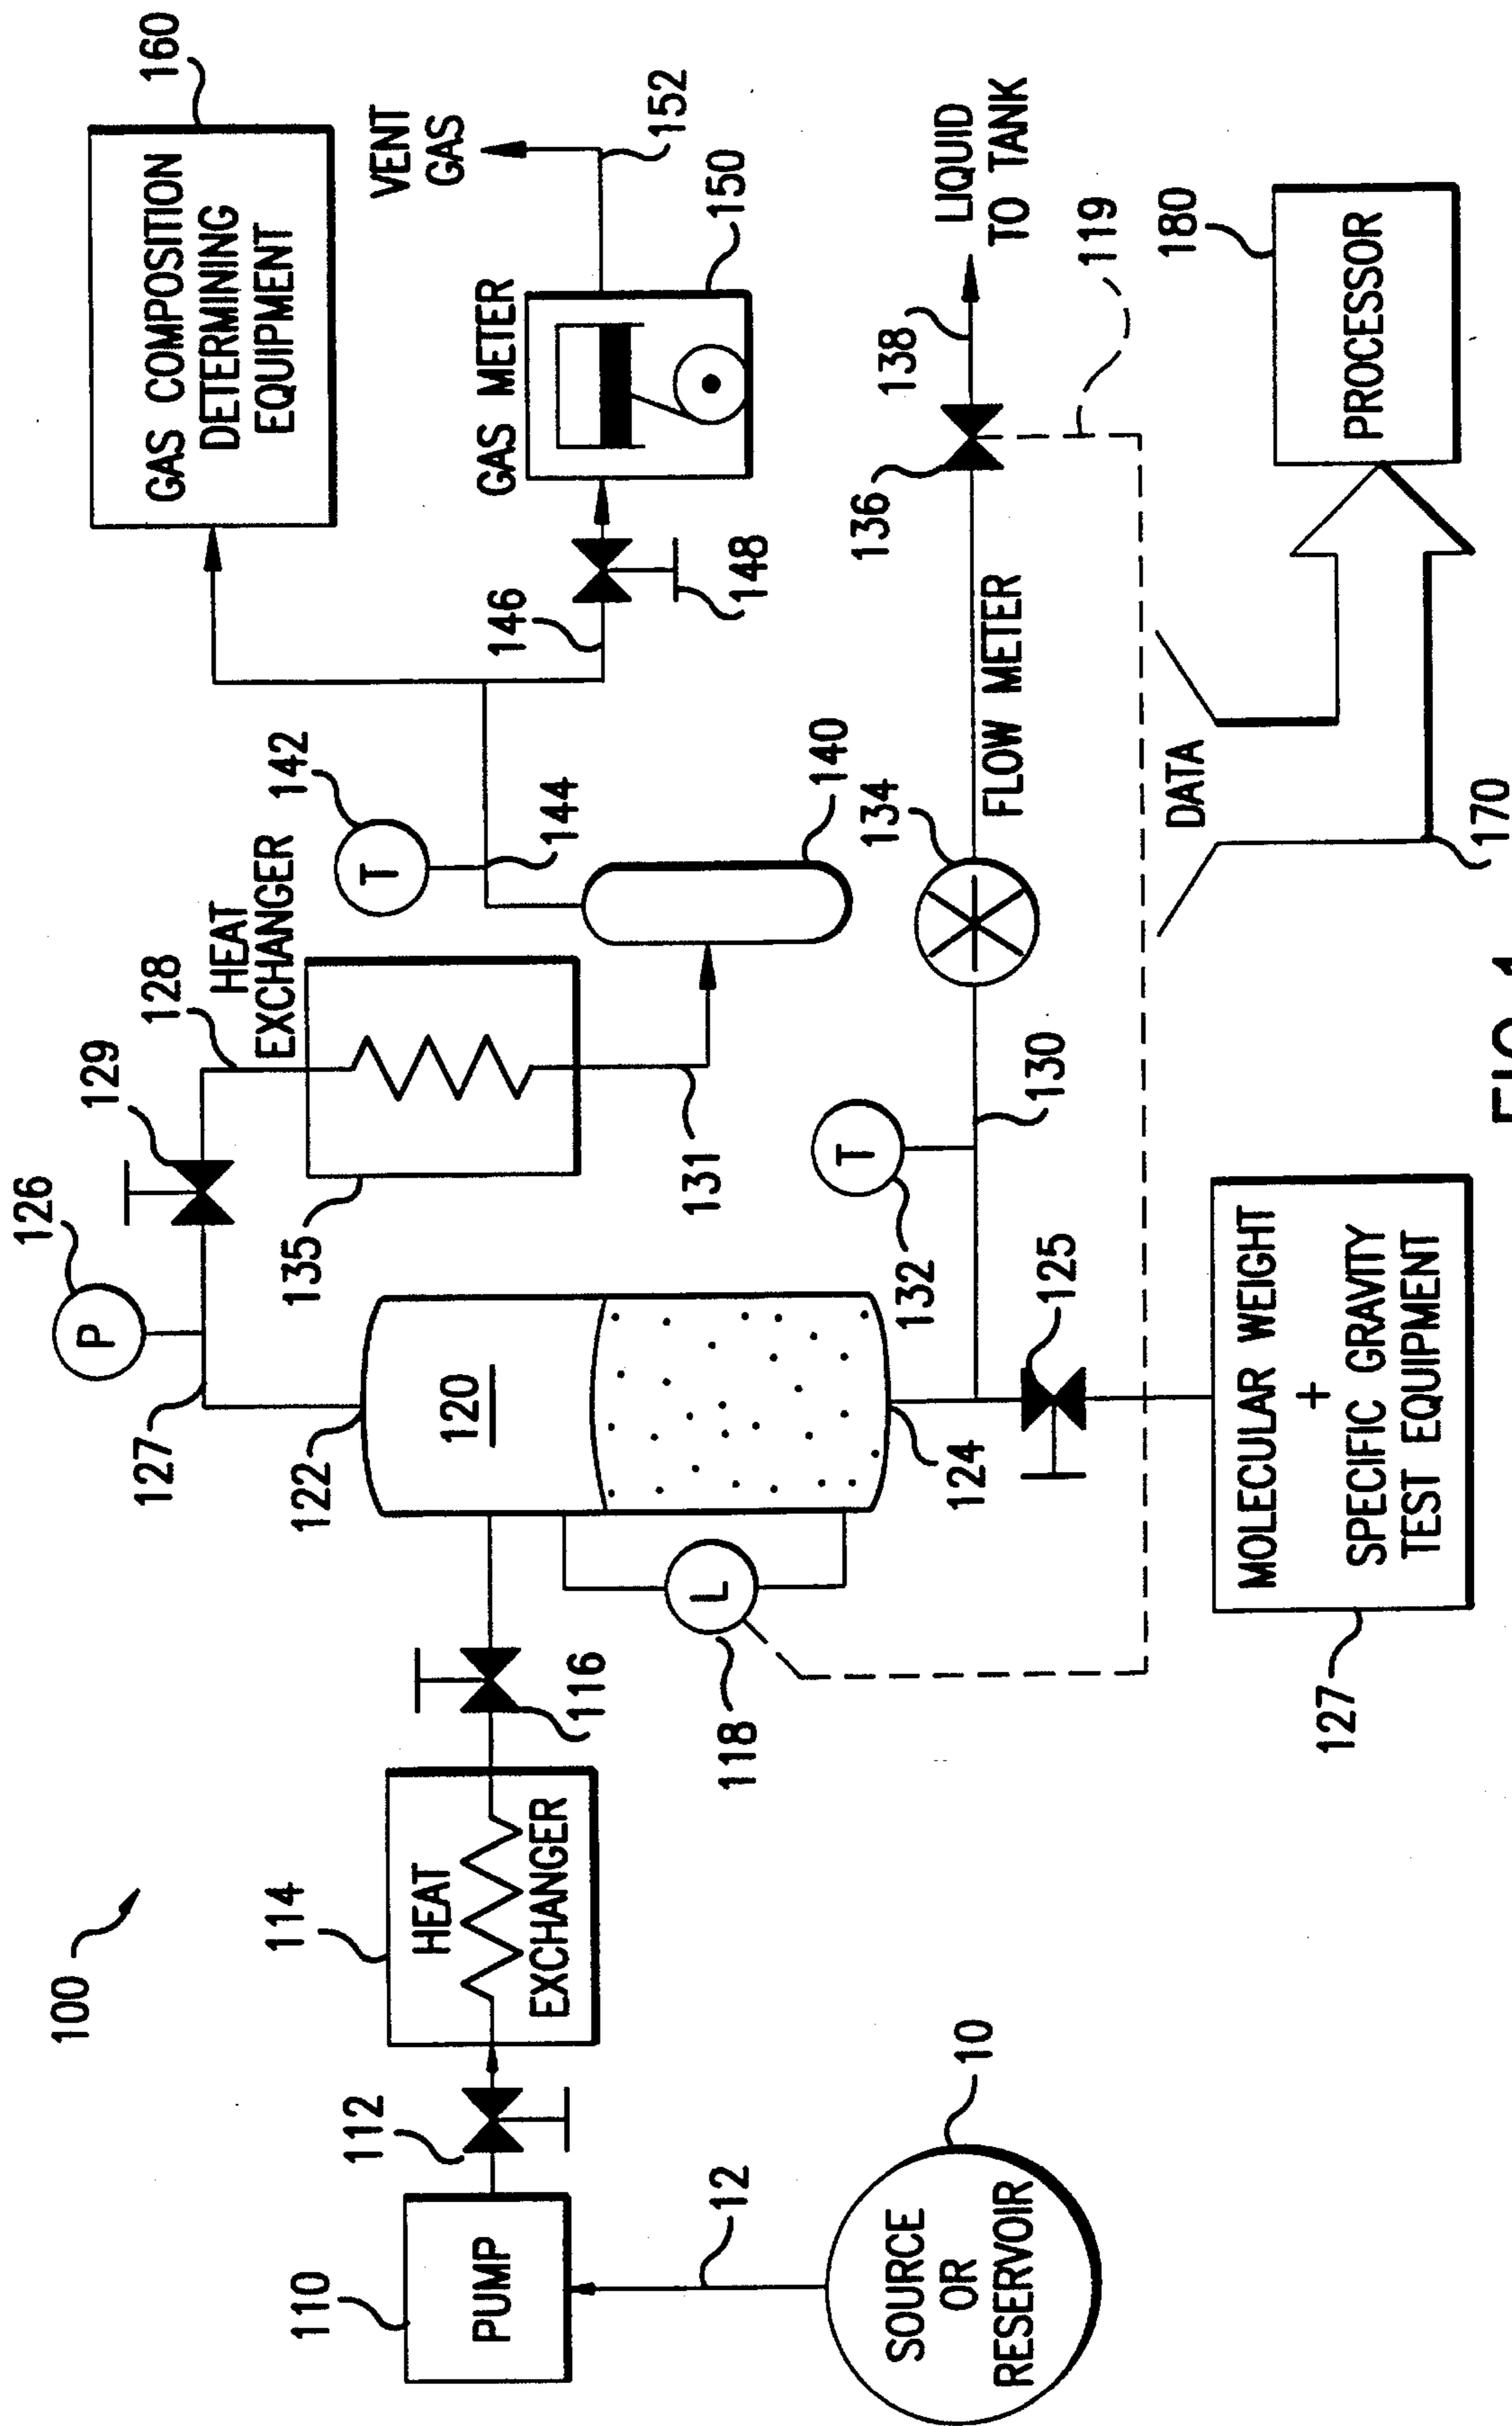 100
160
GAS COMPOSITION
DETERMINING
EQUIPMENT
VENT
GAS
152
126
P
129
128
HEAT
EXCHANGER
142
T
144
146
GAS METER
150
148
127
135
131
140
122
120
114
HEAT
EXCHANGER
116
118
L
124
132
T
130
134
FLOW METER
136
138
LIQUID
TO TANK
119
125
110
PUMP
112
12
10
SOURCE
OR
RESERVOIR
127
MOLECULAR WEIGHT
+
SPECIFIC GRAVITY
TEST EQUIPMENT
DATA
170
180
PROCESSOR